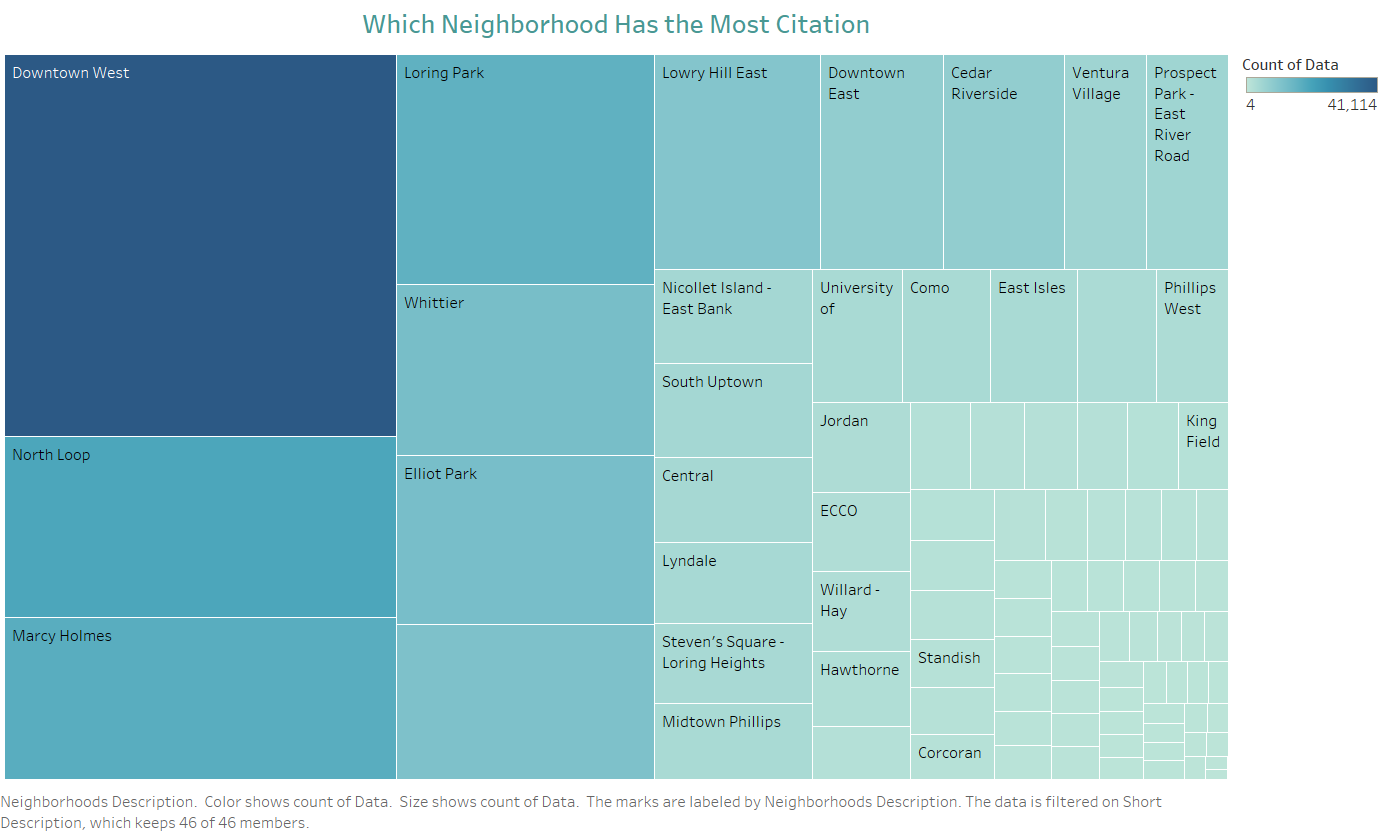 Which Neighborhood Has the Most Citation
Downtown West
North Loop
Marcy Holmes
Loring Park
Whittier
Elliot Park
Lowry Hill East
Downtown
East
Cedar
Riverside
Ventura
Village
Prospect
Park -
East
River
Road
Nicollet Island -
East Bank
South Uptown
Central
Lyndale
Steven's Square -
Loring Heights
Midtown Phillips
University
of
Como
East Isles
Phillips
West
Jordan
ECCO
Willard -
Hay
Hawthorne
King
Field
Standish
Corcoran
Count of Data
4 41,114
Neighborhoods Description.  Color shows count of Data.  Size shows count of Data.  The marks are labeled by Neighborhoods Description. The data is filtered on Short
Description, which keeps 46 of 46 members.